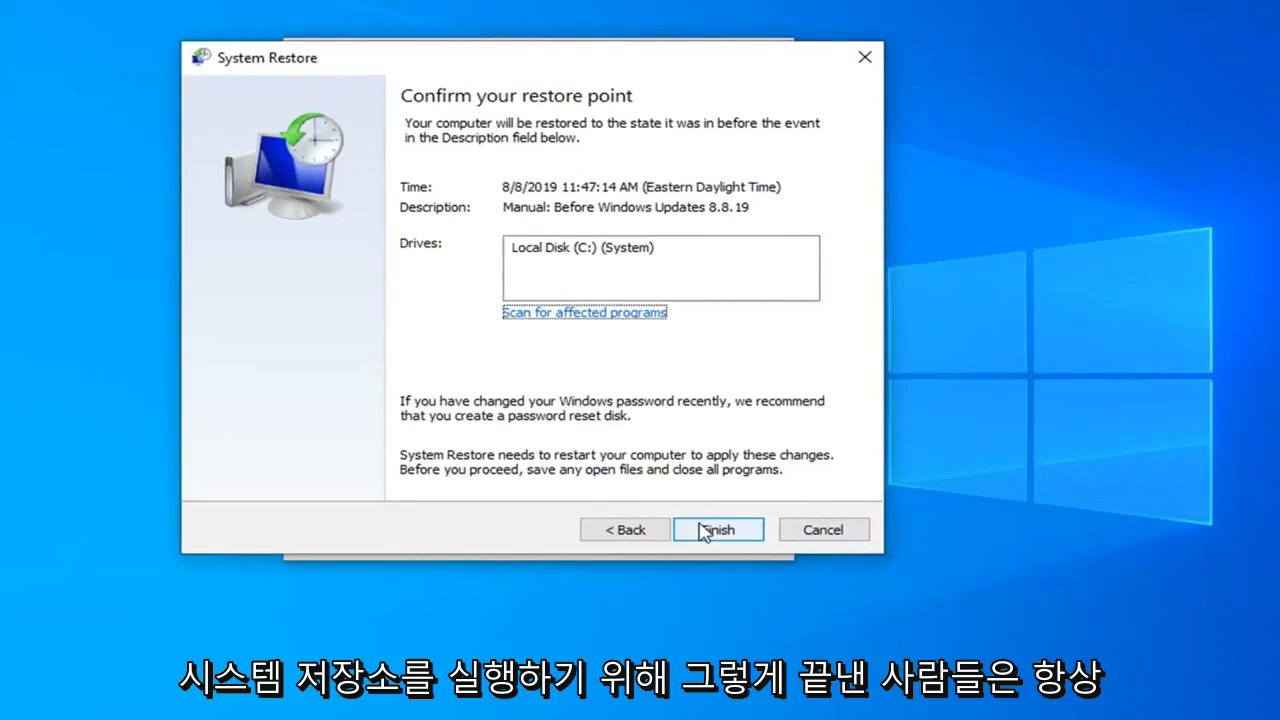 System Restore
Confirm your restore point
Your computer will be restored to the state it was in before the event
in the Description field below.
Time: 8/8/2019 11:47:14 AM (Eastern Daylight Time)
Description: Manual: Before Windows Updates 8.8.19
Drives: Local Disk (C:) (System)
Scan for affected programs
If you have changed your Windows password recently, we recommend
that you create a password reset disk.
System Restore needs to restart your computer to apply these changes.
Before you proceed, save any open files and close all programs.
< Back Finish Cancel
시스템 저장소를 실행하기 위해 그렇게 끝낸 사람들은 항상